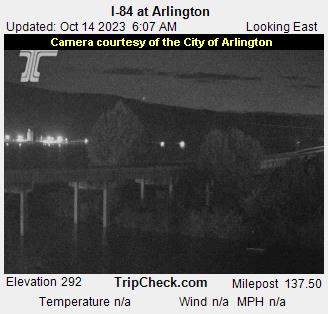 I-84 at Arlington
Updated: Oct 14 2023 6:07 AM Looking East
Camera courtesy of the City of Arlington
Elevation 292 TripCheck.com Milepost 137.50
Temperature n/a Wind n/a MPH n/a